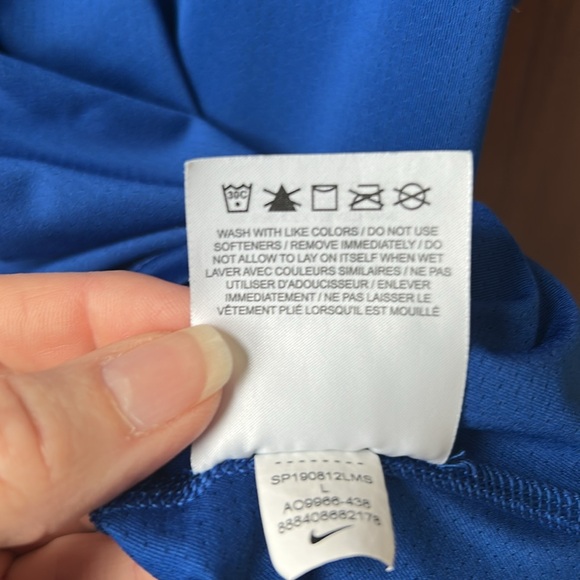 30C
WASH WITH LIKE COLORS / DO NOT USE
SOFTENERS / REMOVE IMMEDIATELY / DO
NOT ALLOW TO LAY ON ITSELF WHEN WET
LAVER AVEC COULEURS SIMILAIRES / NE PAS
UTILISER D'ADOUCISSEUR / ENLEVER
IMMEDIATEMENT / NE PAS LAISSER LE
VÊTEMENT PLIÉ LORSQU'IL EST MOUILLÉ
SP190812LMS
L
AO9966-438
888408682178